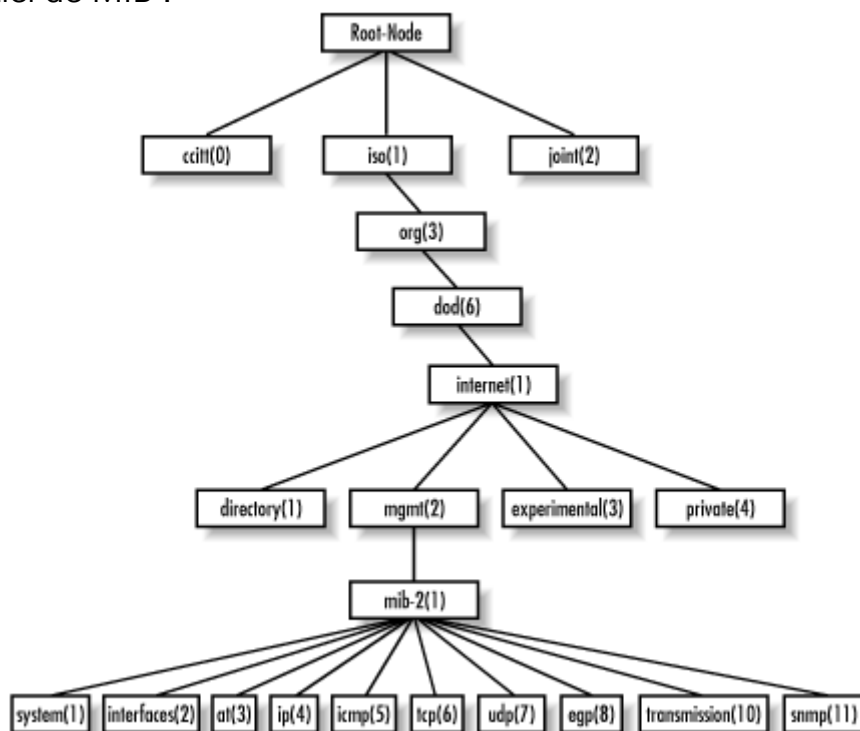 de MIB :
Root-Node
ccitt(0) iso(1) joint(2)
org(3)
dod(6)
internet(1)
directory(1) mgmt(2) experimental(3) private(4)
mib-2(1)
system(1) interfaces(2) at(3) ip(4) icmp(5) tcp(6) udp(7) egp(8) transmission(10) snmp(11)